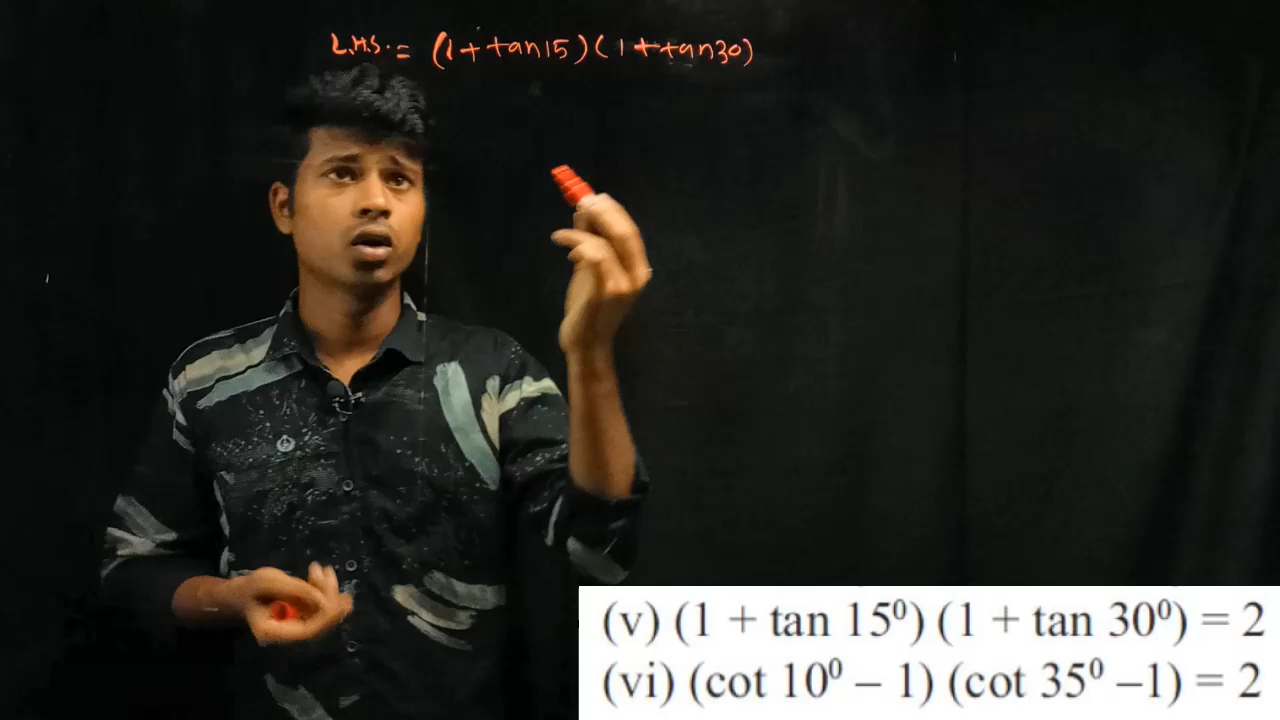 L.H.S. = (1 + tan15)(1 + tan30)
(v) (1 + tan 15⁰) (1 + tan 30⁰) = 2
(vi) (cot 10⁰ – 1) (cot 35⁰ –1) = 2